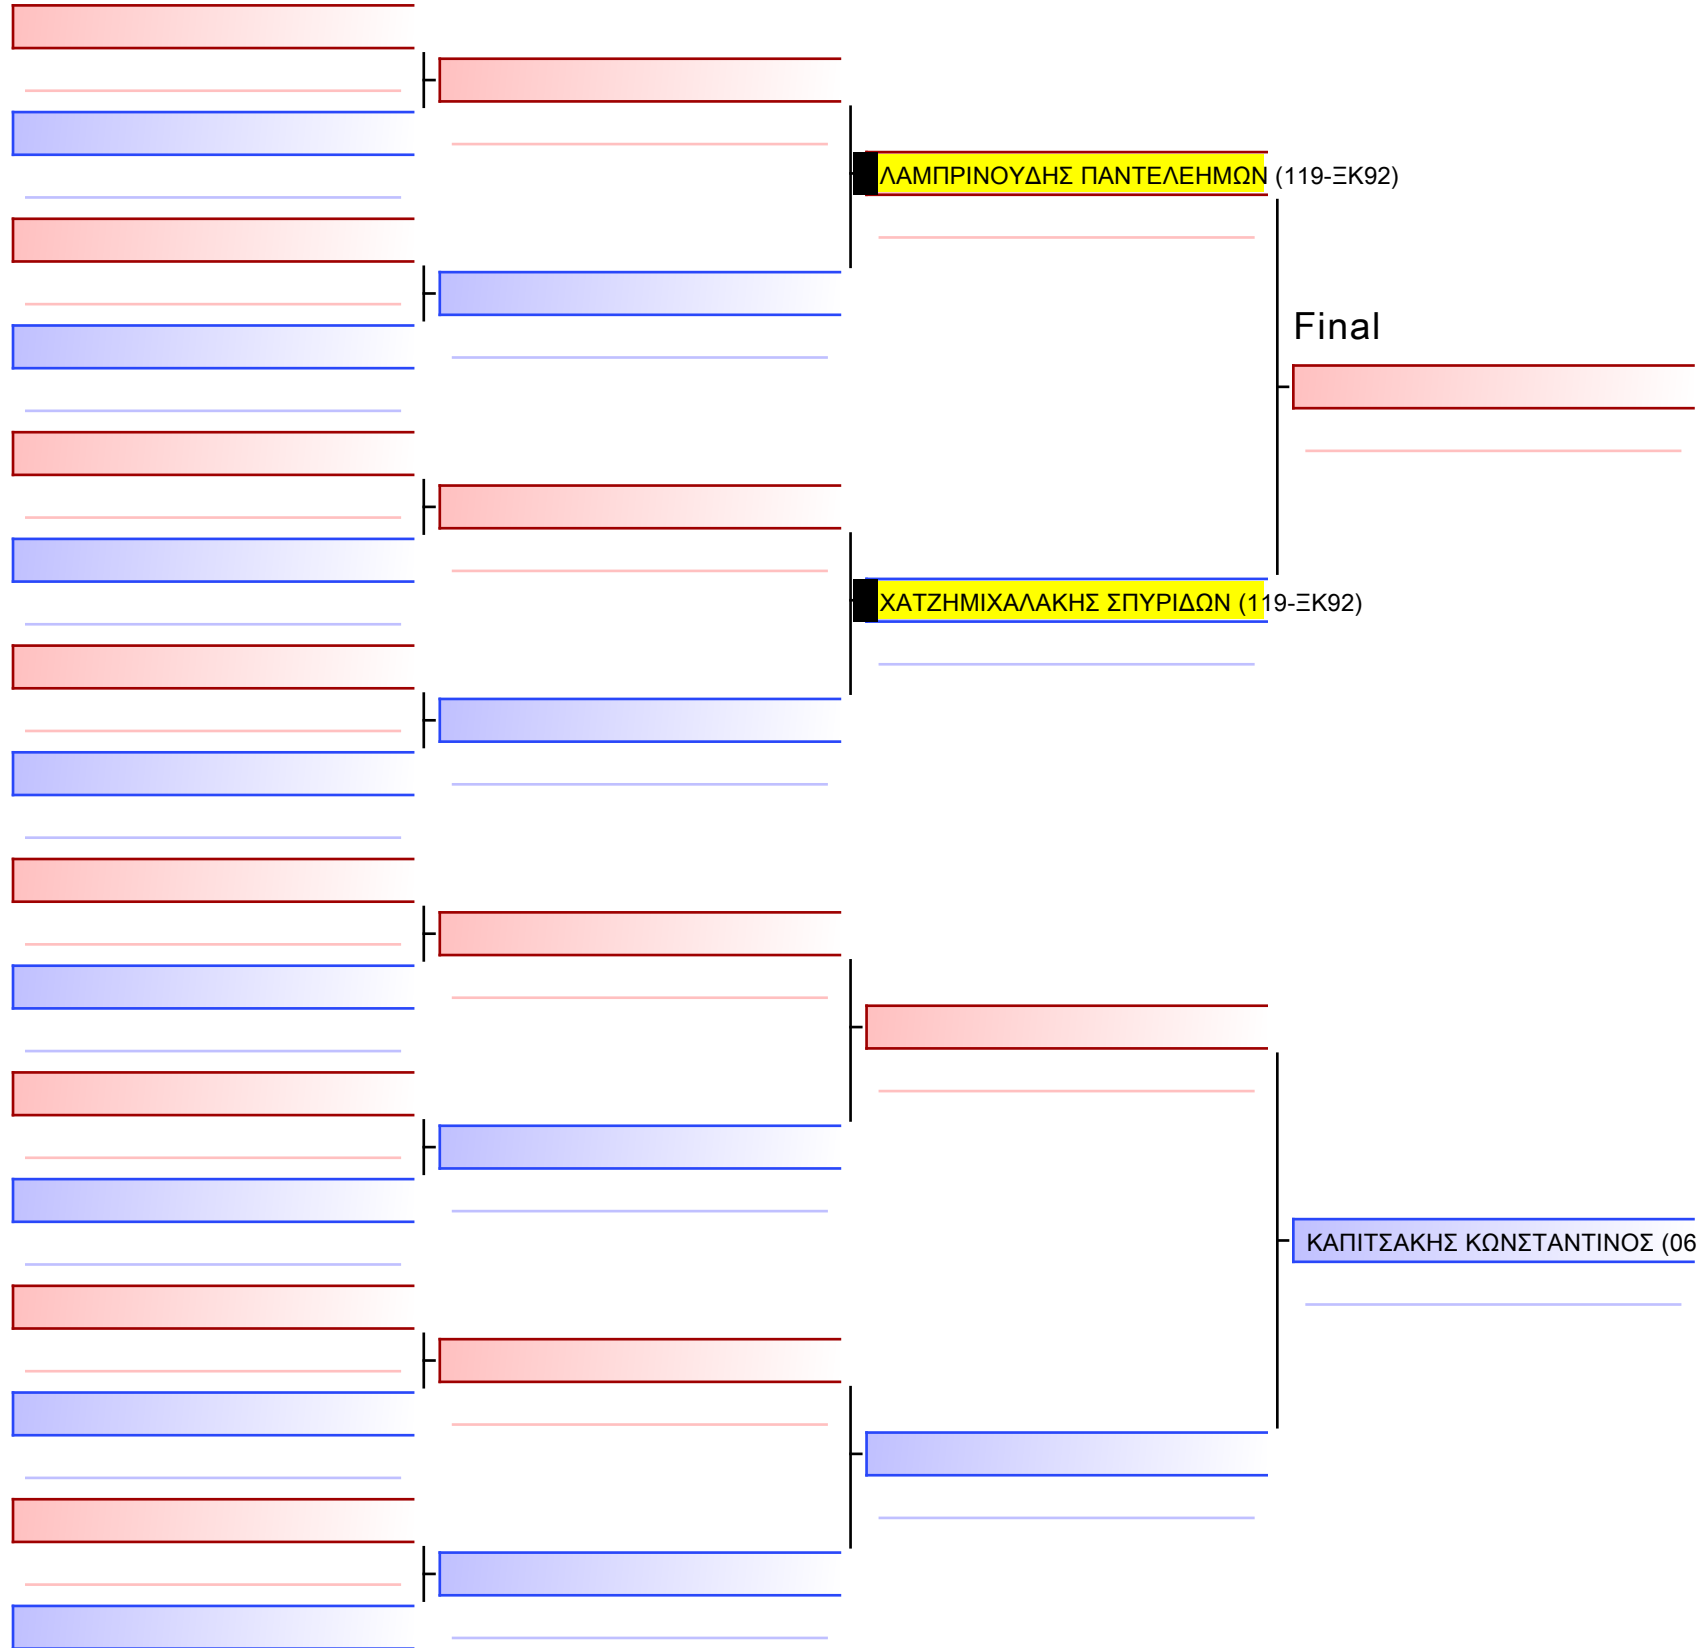 ΛΑΜΠΡΙΝΟΥΔΗΣ ΠΑΝΤΕΛΕΗΜΩΝ (119-ΞΚ92)
Final
ΧΑΤΖΗΜΙΧΑΛΑΚΗΣ ΣΠΥΡΙΔΩΝ (119-ΞΚ92)
ΚΑΠΙΤΣΑΚΗΣ ΚΩΝΣΤΑΝΤΙΝΟΣ (06